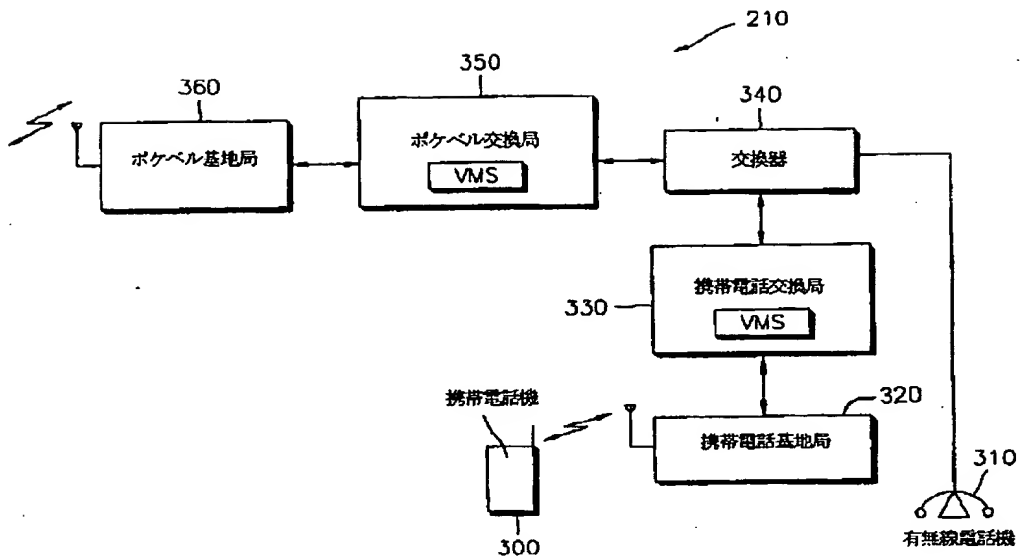 210
350
360
340
ポケベル基地局
ポケベル交換局
VMS
交換器
携帯電話交換局
330
VMS
携帯電話機
320
携帯電話基地局
310
300
有無線電話機